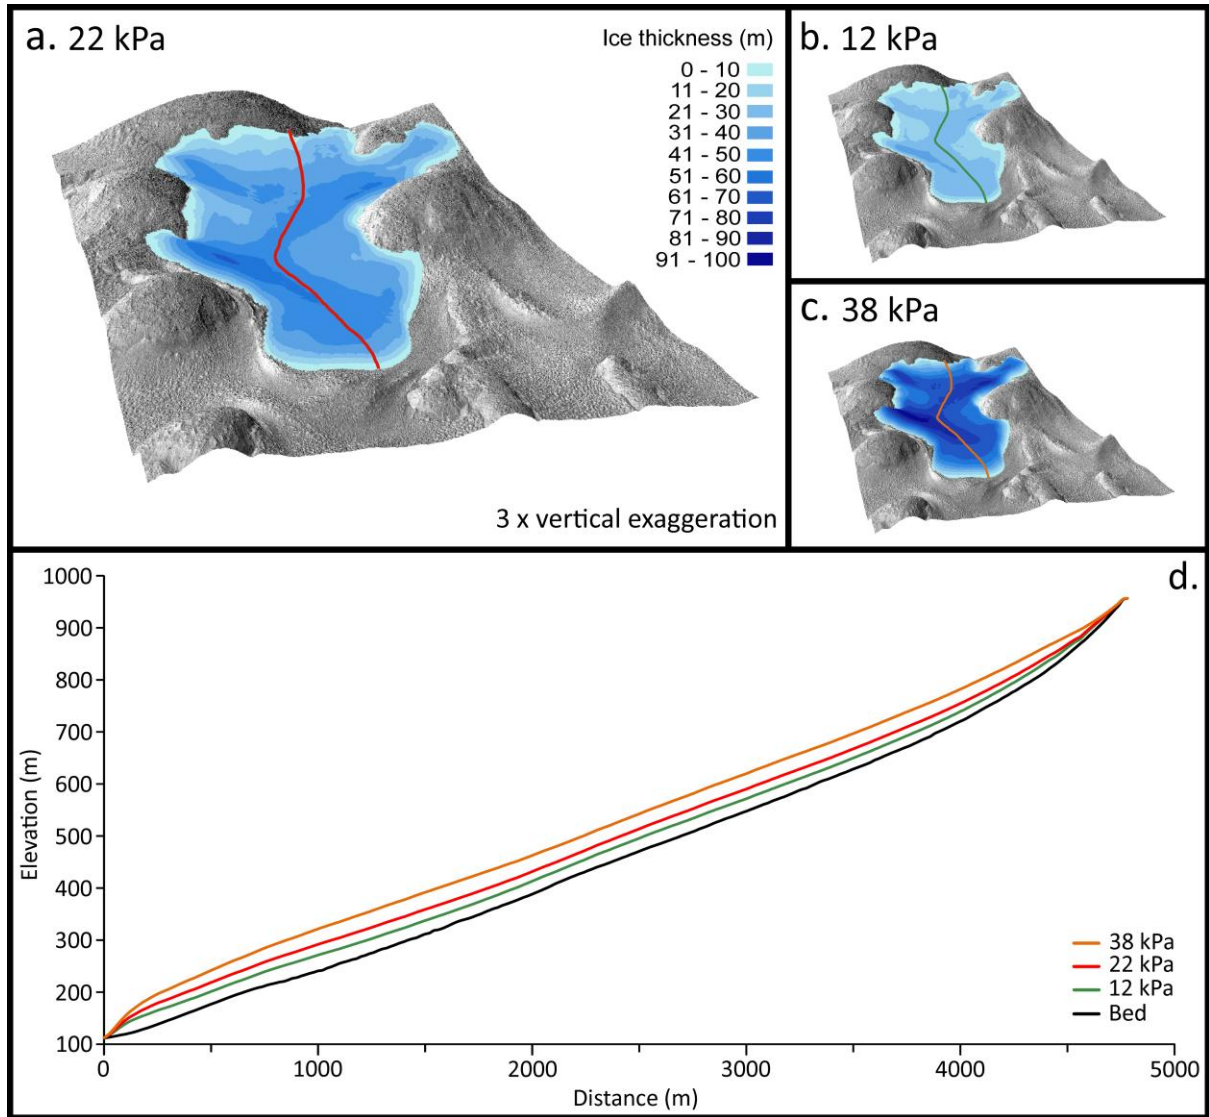 a. 22 kPa
Ice thickness (m)
0 - 10
11 - 20
21 - 30
31 - 40
41 - 50
51 - 60
61 - 70
71 - 80
81 - 90
91 - 100
3 x vertical exaggeration
b. 12 kPa
c. 38 kPa
d.
1000
900
800
700
600
500
400
300
200
100
Elevation (m)
0
1000
2000
3000
4000
5000
Distance (m)
38 kPa
22 kPa
12 kPa
Bed